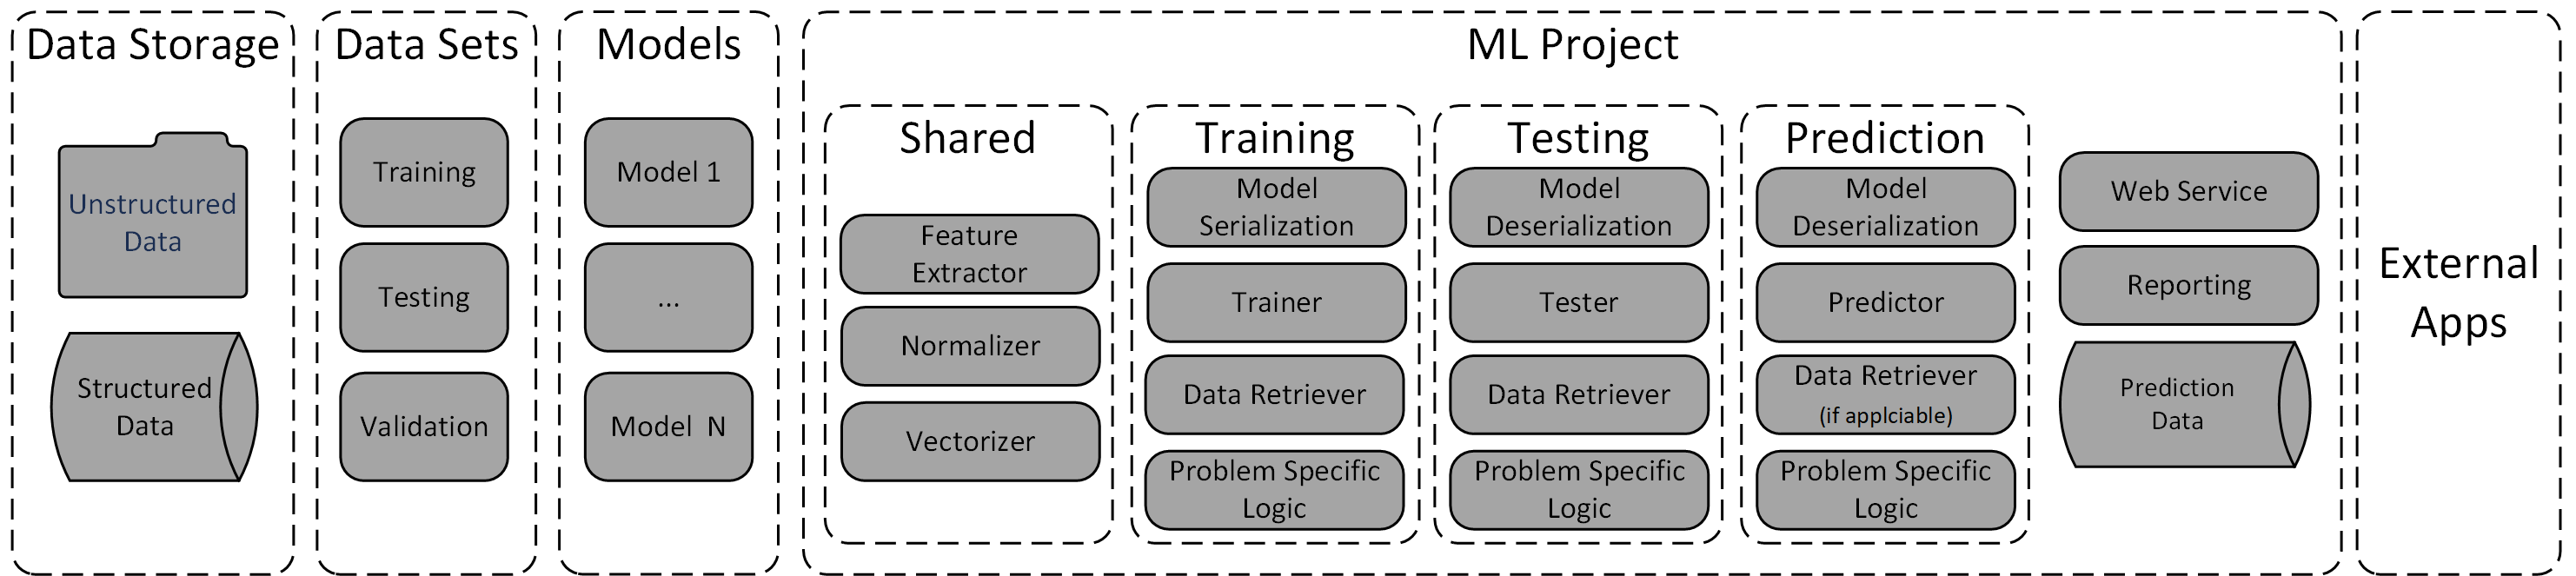 Data Storage
Unstructured
Data
Structured
Data
Data Sets
Training
Testing
Validation
Models
Model 1
...
Model N
ML Project
Shared
Feature
Extractor
Normalizer
Vectorizer
Training
Model
Serialization
Trainer
Data Retriever
Problem Specific
Logic
Testing
Model
Deserialization
Tester
Data Retriever
Problem Specific
Logic
Prediction
Model
Deserialization
Predictor
Data Retriever
(if applciable)
Problem Specific
Logic
Web Service
Reporting
Prediction
Data
External
Apps